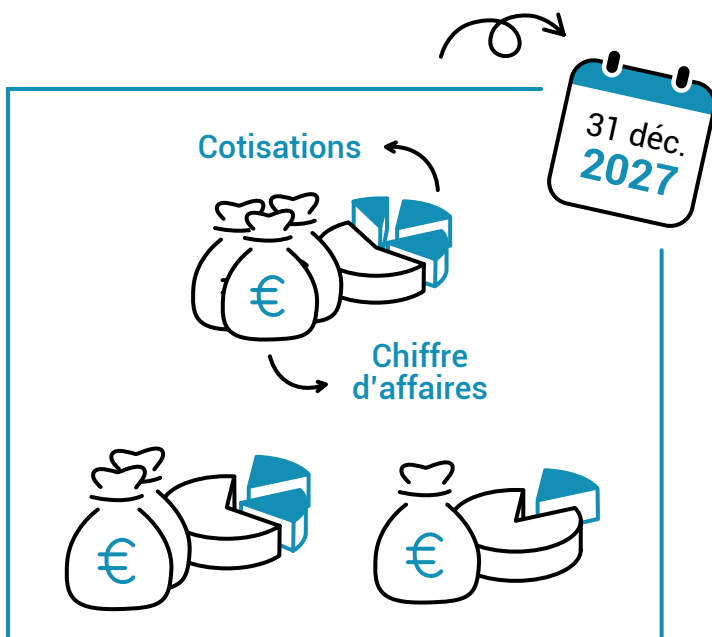 31 déc.
2027
Cotisations
€
Chiffre
d'affaires
€
€